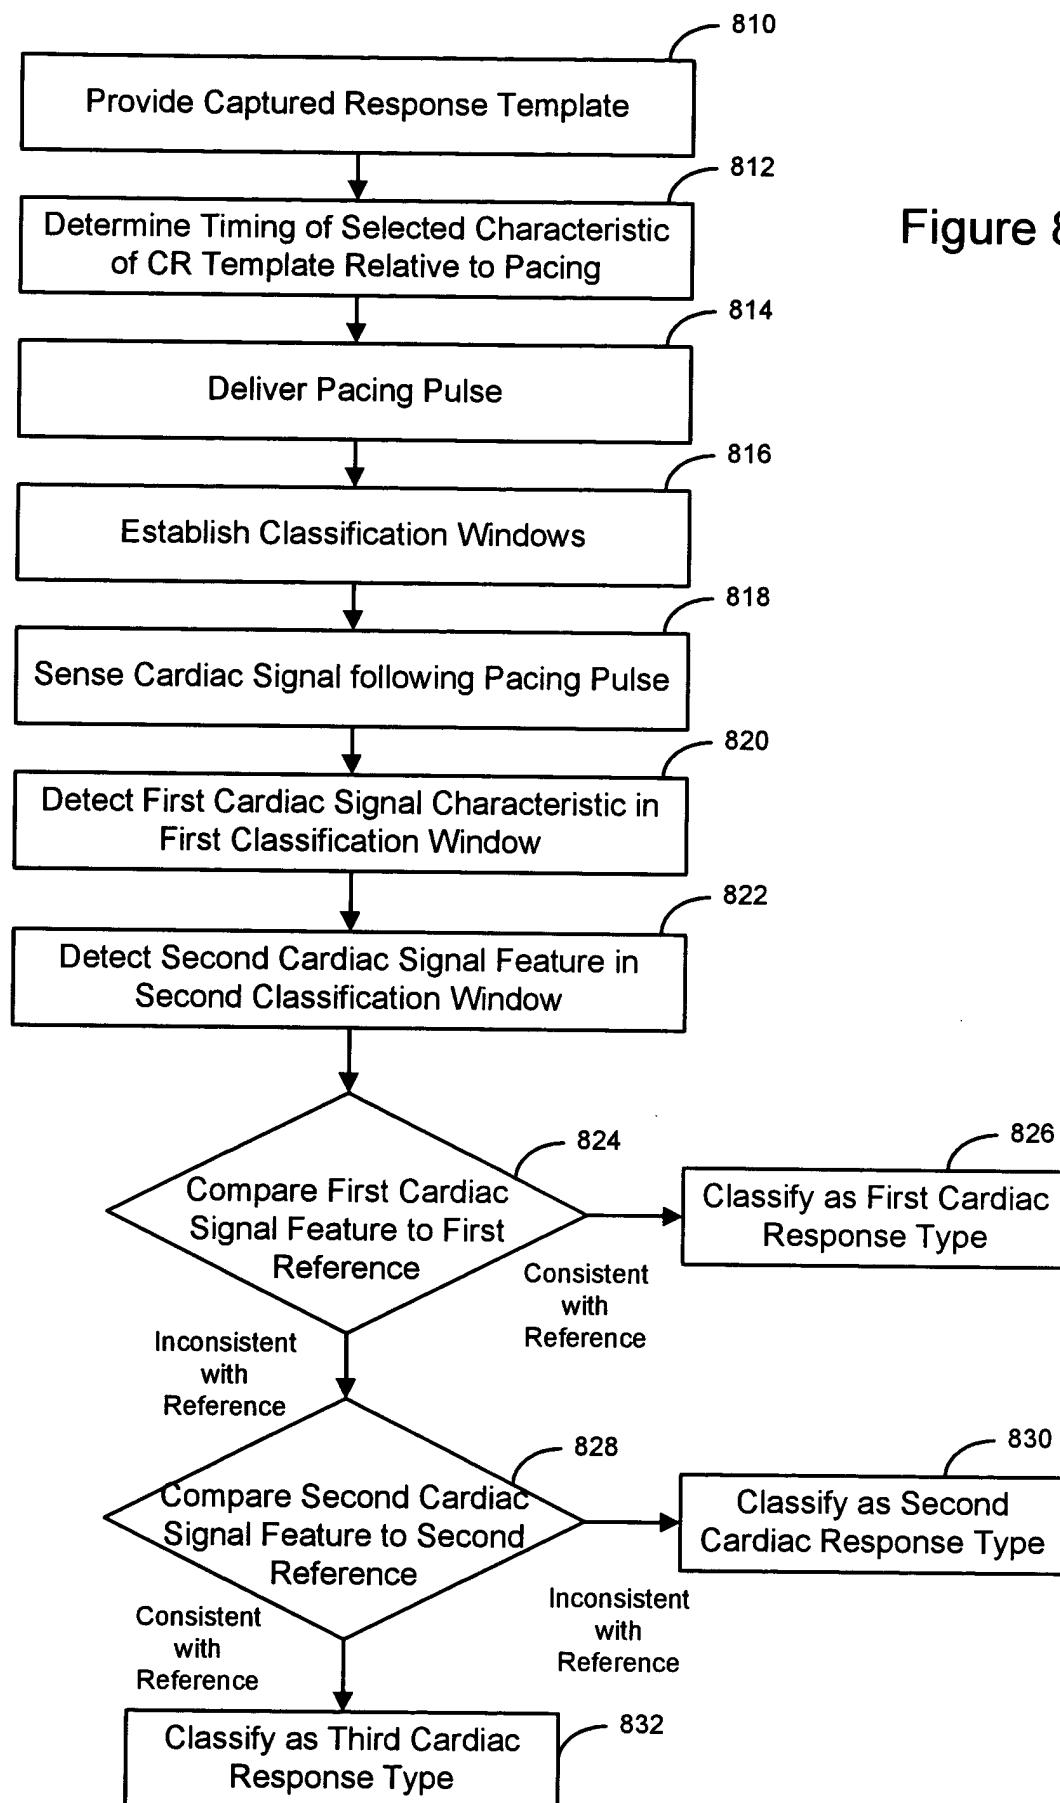 810
Provide Captured Response Template
812
Determine Timing of Selected Characteristic
of CR Template Relative to Pacing
Figure 8
814
Deliver Pacing Pulse
816
Establish Classification Windows
818
Sense Cardiac Signal following Pacing Pulse
820
Detect First Cardiac Signal Characteristic in
First Classification Window
822
Detect Second Cardiac Signal Feature in
Second Classification Window
824
Compare First Cardiac
Signal Feature to First
Reference
826
Classify as First Cardiac
Response Type
Consistent
with
Reference
Inconsistent
with
Reference
828
Compare Second Cardiac
Signal Feature to Second
Reference
830
Classify as Second
Cardiac Response Type
Inconsistent
with
Reference
Consistent
with
Reference
832
Classify as Third Cardiac
Response Type